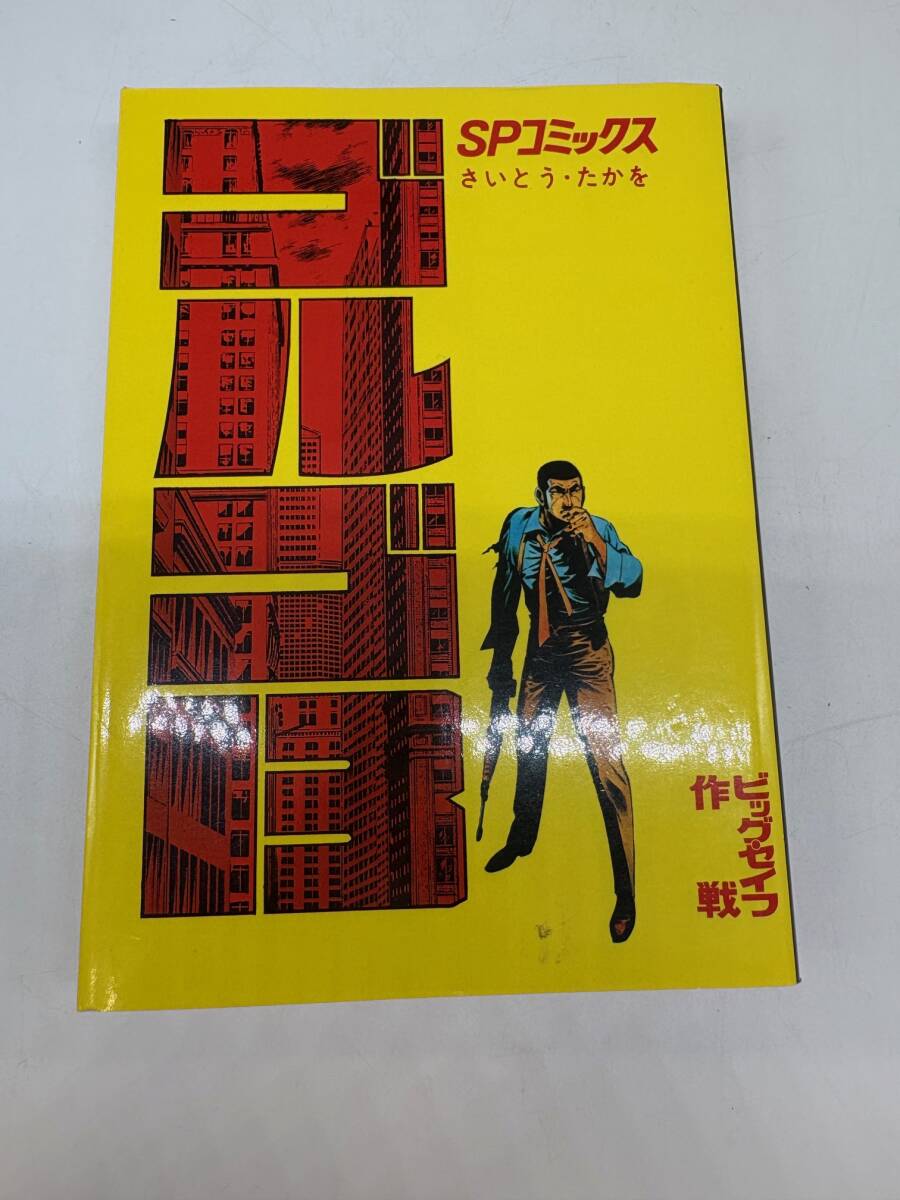 SPコミックス
さいとう・たかを
ゴルゴ13
ビッグ・セイフ
作戦